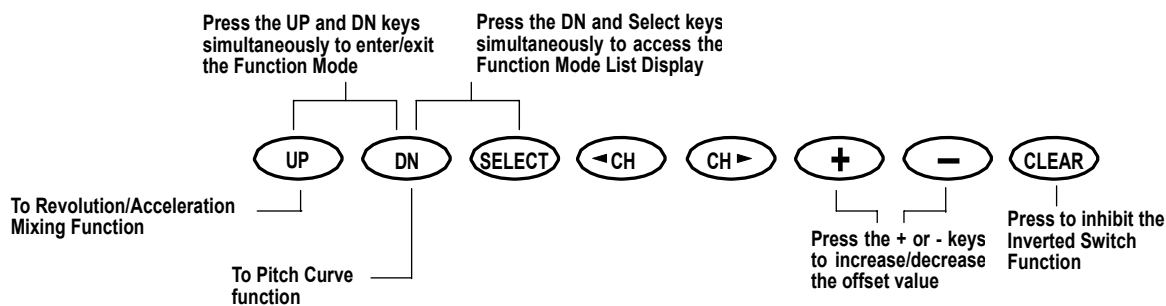 Press the UP and DN keys
simultaneously to enter/exit
the Function Mode
Press the DN and Select keys
simultaneously to access the
Function Mode List Display
UP
DN
SELECT
◄CH
CH►
+
−
CLEAR
To Revolution/Acceleration
Mixing Function
To Pitch Curve
function
Press the + or - keys
to increase/decrease
the offset value
Press to inhibit the
Inverted Switch
Function